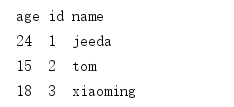 age id name
24 1 jeeda
15 2 tom
18 3 xiaoming